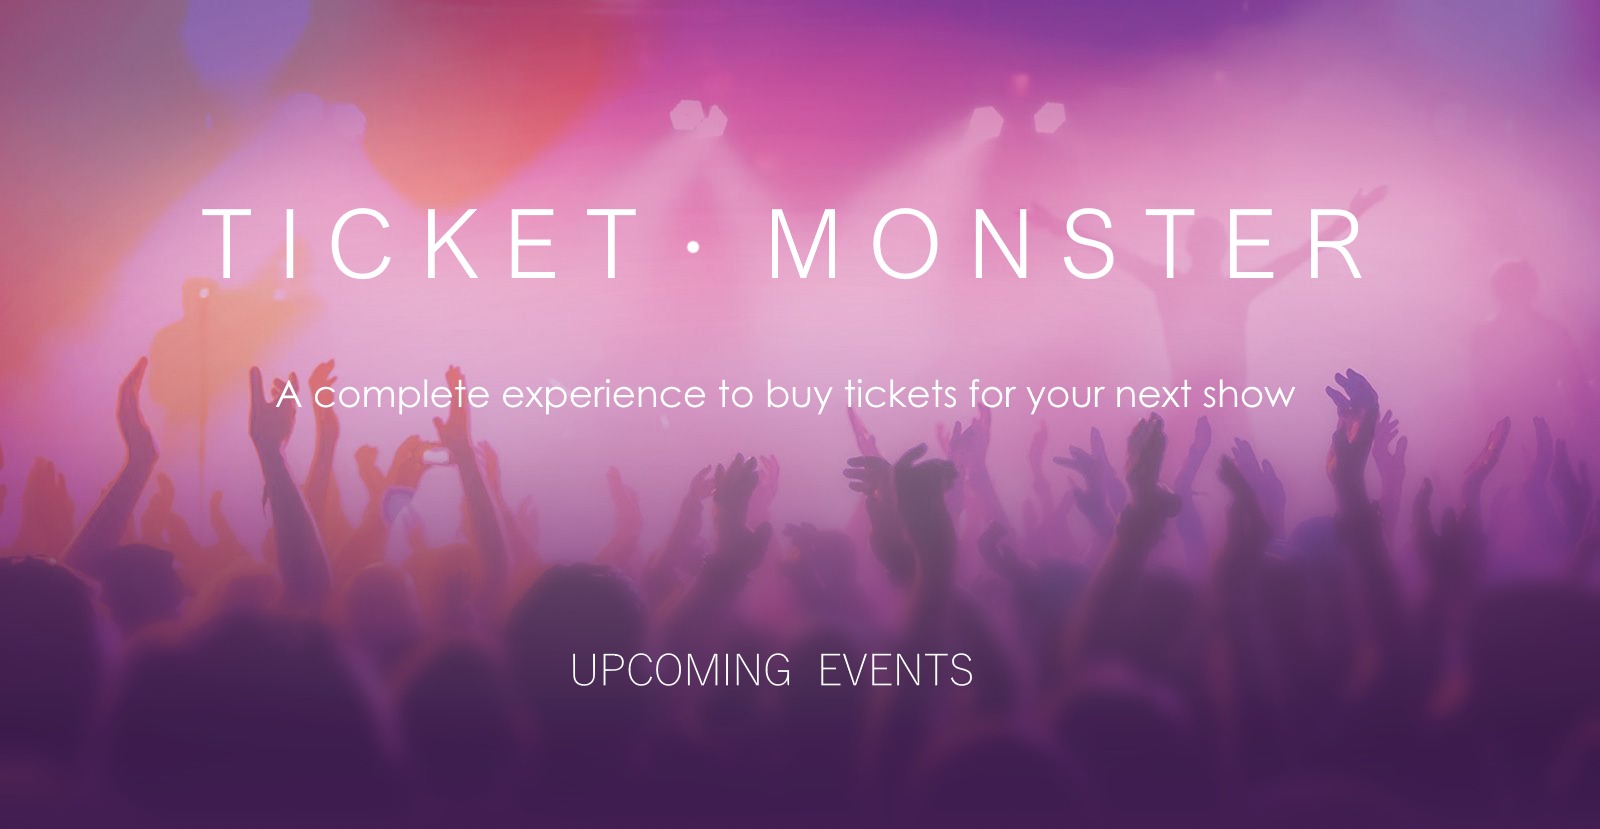 TICKET · MONSTER
A complete experience to buy tickets for your next show
UPCOMING EVENTS